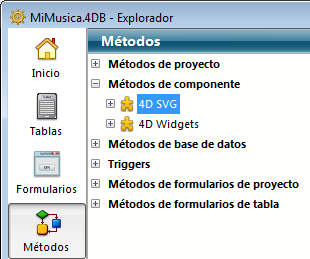 MiMusica.4DB - Explorador
Inicio
Tablas
Formularios
Métodos
Métodos
Métodos de proyecto
Métodos de componente
4D SVG
4D Widgets
Métodos de base de datos
Triggers
Métodos de formularios de proyecto
Métodos de formularios de tabla